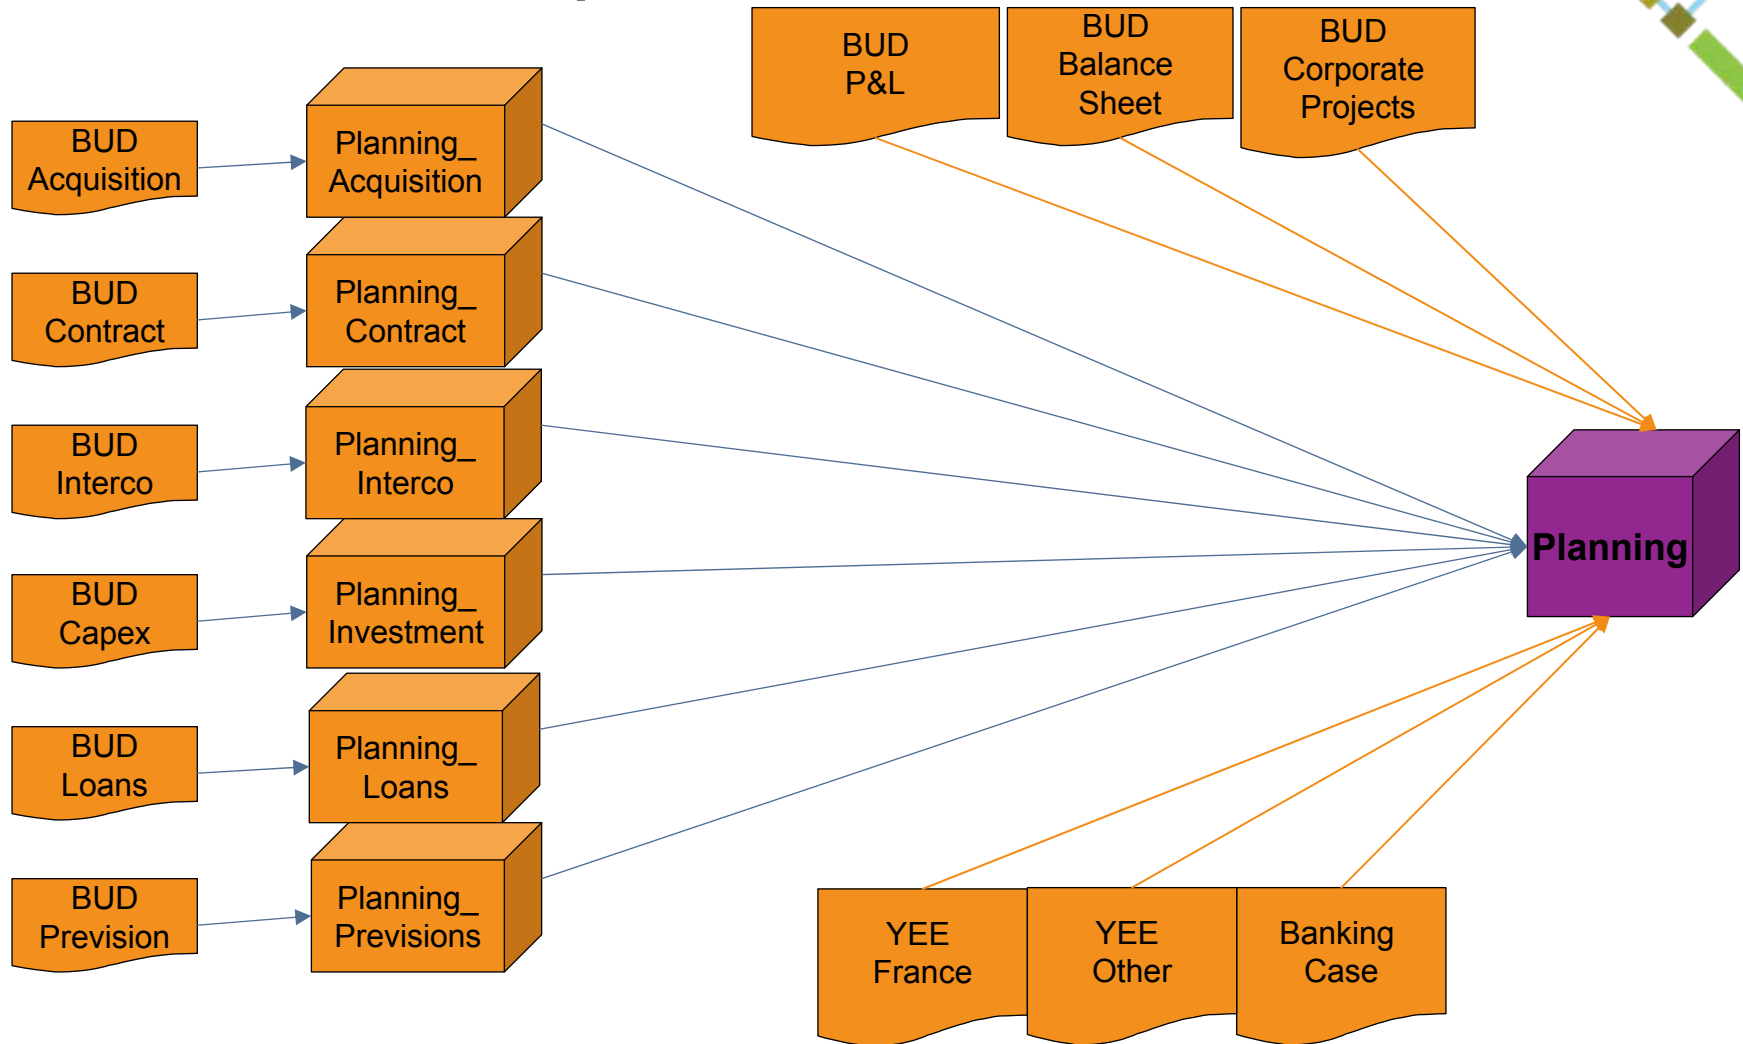 BUD
P&L
BUD
Balance
Sheet
BUD
Corporate
Projects
BUD
Acquisition
Planning_
Acquisition
BUD
Contract
Planning_
Contract
BUD
Interco
Planning_
Interco
BUD
Capex
Planning_
Investment
BUD
Loans
Planning_
Loans
BUD
Prevision
Planning_
Previsions
Planning
YEE
France
YEE
Other
Banking
Case